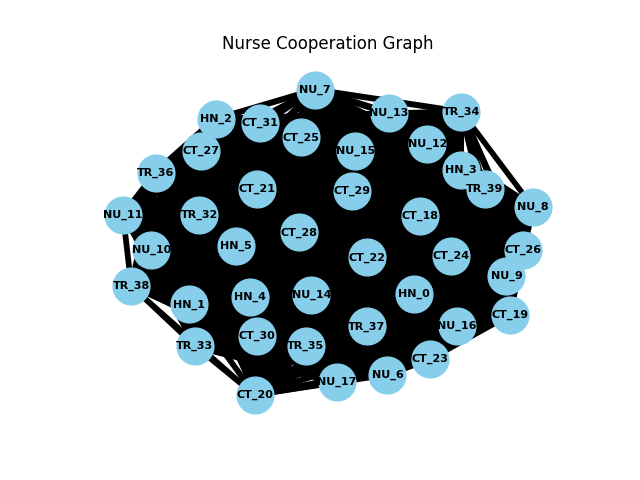 Nurse Cooperation Graph
NU_7
NU_13
TR_34
HN_2
CT_31
CT_25
NU_12
CT_27
NU_15
HN_3
TR_36
CT_21
CT_29
TR_39
NU_8
NU_11
TR_32
CT_18
CT_28
HN_5
NU_10
CT_26
CT_22
CT_24
NU_9
TR_38
HN_1
HN_4
NU_14
HN_0
CT_19
TR_37
NU_16
CT_30
TR_33
TR_35
CT_23
NU_6
NU_17
CT_20